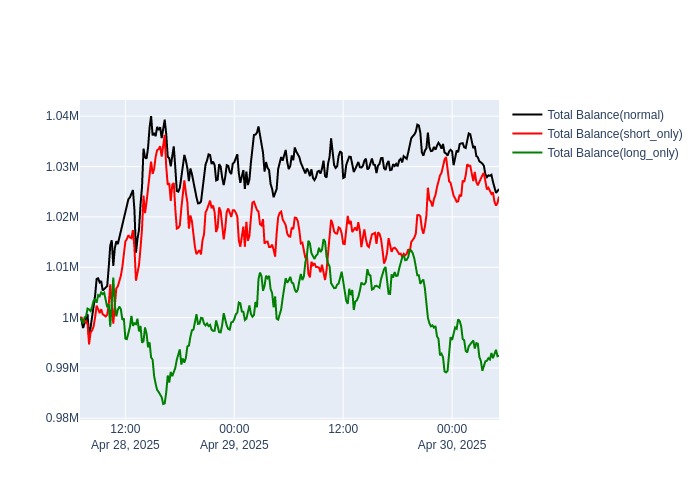 1.04M
1.03M
1.02M
1.01M
1M
0.99M
0.98M
12:00
Apr 28, 2025
00:00
Apr 29, 2025
12:00
00:00
Apr 30, 2025
Total Balance(normal)
Total Balance(short_only)
Total Balance(long_only)